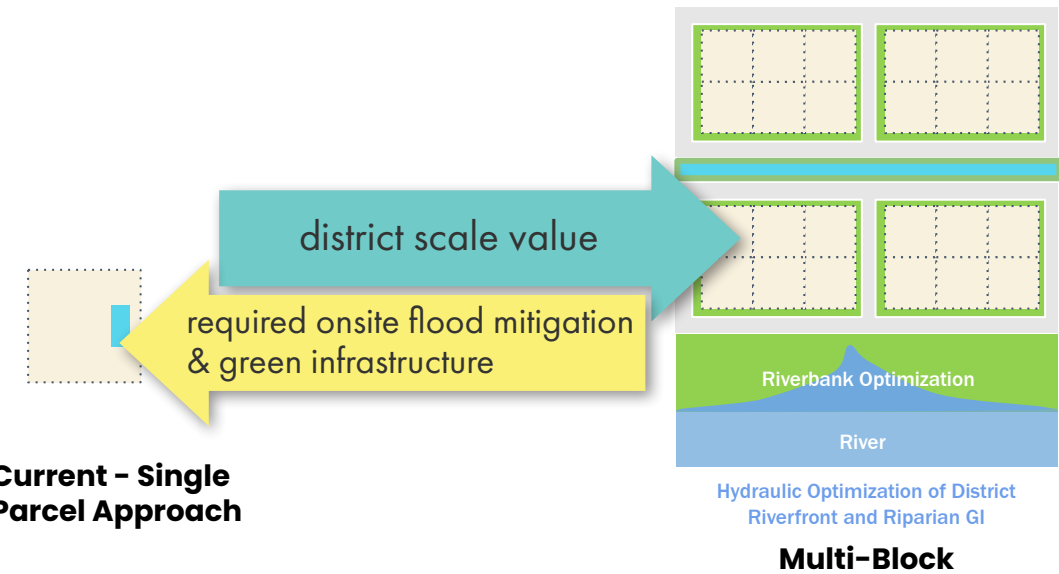 district scale value
required onsite flood mitigation
& green infrastructure
Current - Single
Parcel Approach
Riverbank Optimization
River
Hydraulic Optimization of District
Riverfront and Riparian GI
Multi-Block